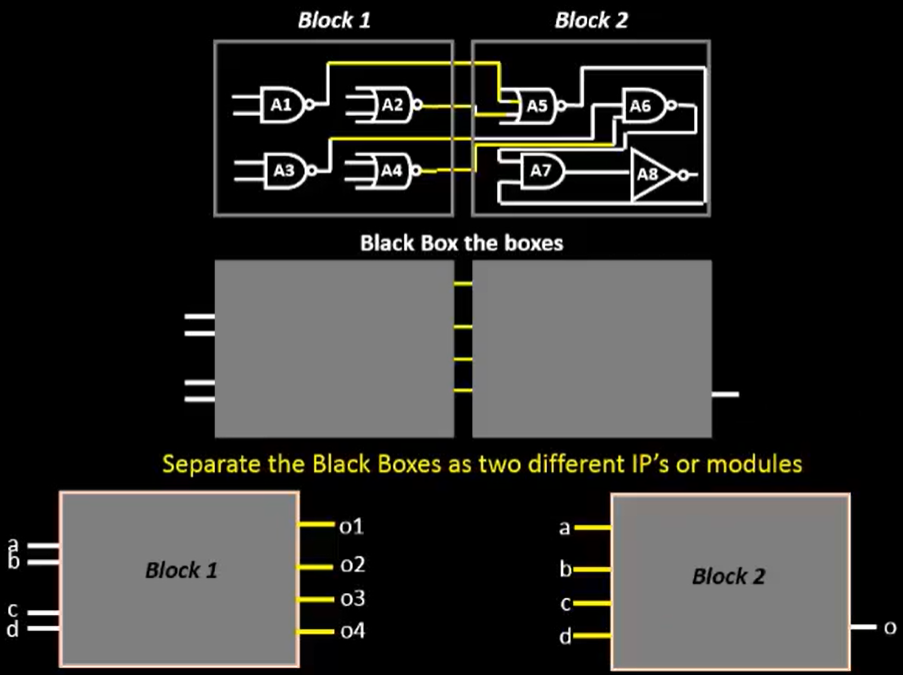 Block 1 Block 2
A1 A2 A5 A6
A3 A4 A7 A8
Black Box the boxes
Separate the Black Boxes as two different IP's or modules
a
b
c
d
Block 1
o1
o2
o3
o4
a
b
c
d
Block 2
o